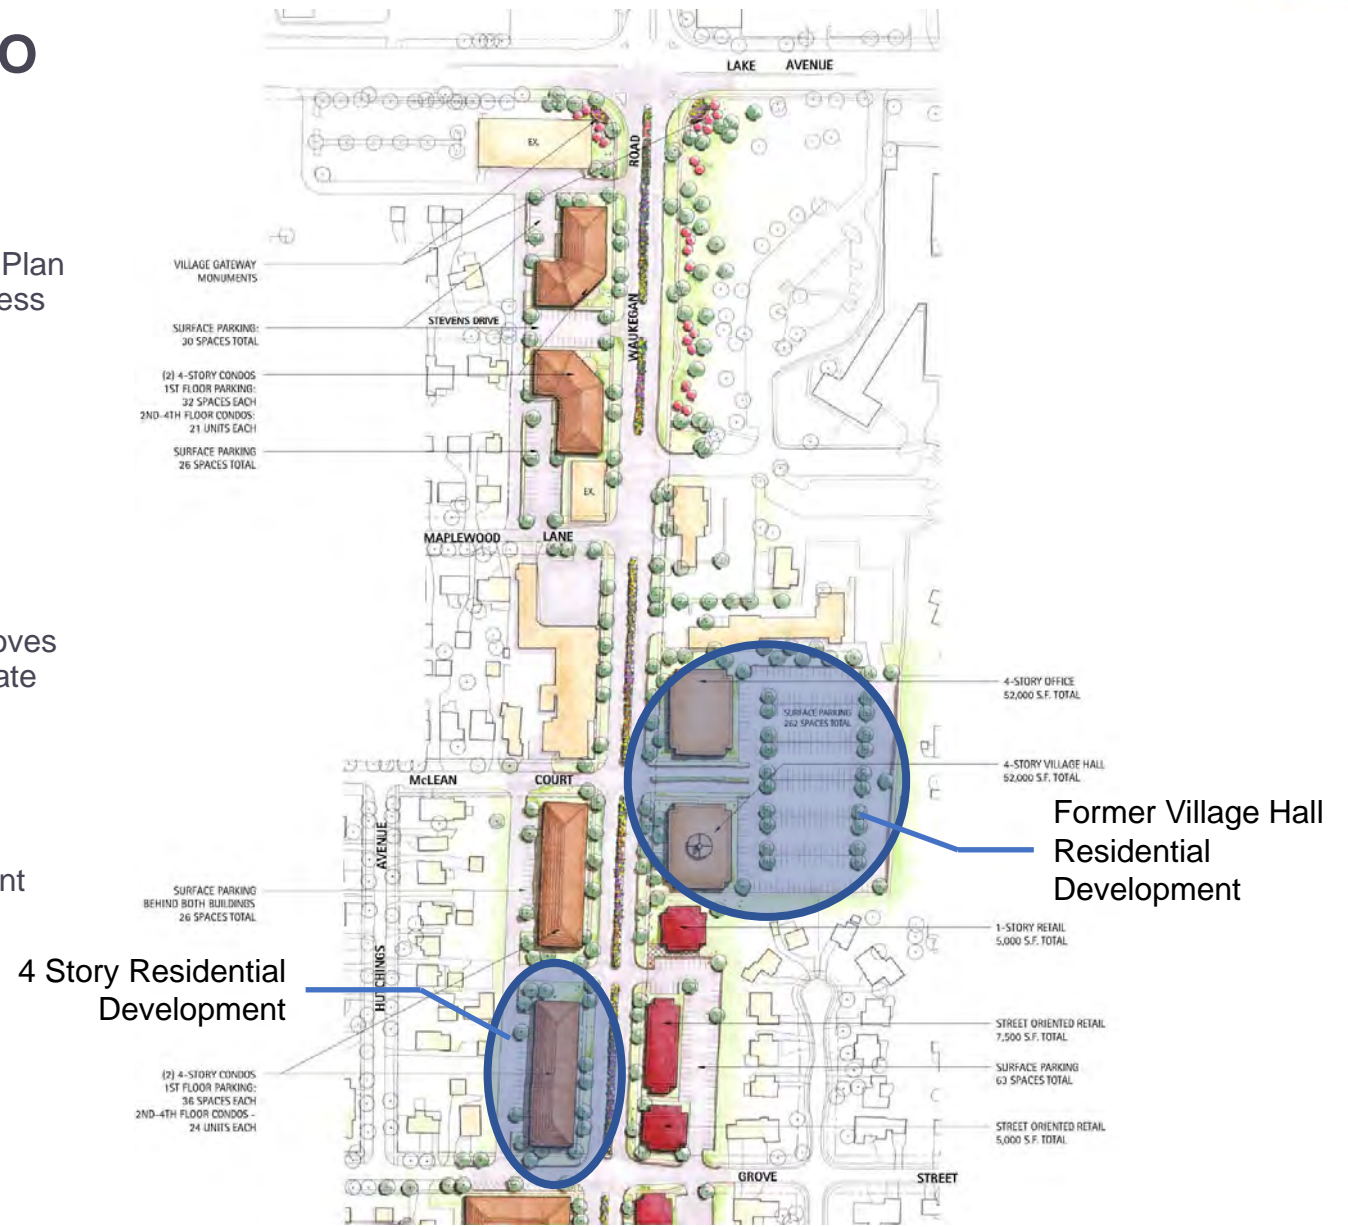 O
Plan
ess
oves
ate
nt
LAKE AVENUE
EX.
ROAD
VILLAGE GATEWAY
MONUMENTS
WAUKEGAN
STEVENS DRIVE
SURFACE PARKING:
30 SPACES TOTAL
(2) 4-STORY CONDOS
1ST FLOOR PARKING:
32 SPACES EACH
2ND-4TH FLOOR CONDOS:
21 UNITS EACH
SURFACE PARKING
26 SPACES TOTAL
EX.
MAPLEWOOD LANE
4-STORY OFFICE
52,000 S.F. TOTAL
SURFACE PARKING
262 SPACES TOTAL
4-STORY VILLAGE HALL
52,000 S.F. TOTAL
McLEAN COURT
Former Village Hall
Residential
Development
AVENUE
HUTCHINGS
SURFACE PARKING
BEHIND BOTH BUILDINGS
26 SPACES TOTAL
1-STORY RETAIL
5,000 S.F. TOTAL
4 Story Residential
Development
STREET ORIENTED RETAIL
7,500 S.F. TOTAL
SURFACE PARKING
63 SPACES TOTAL
(2) 4-STORY CONDOS
1ST FLOOR PARKING:
36 SPACES EACH
2ND-4TH FLOOR CONDOS -
24 UNITS EACH
STREET ORIENTED RETAIL
5,000 S.F. TOTAL
GROVE STREET